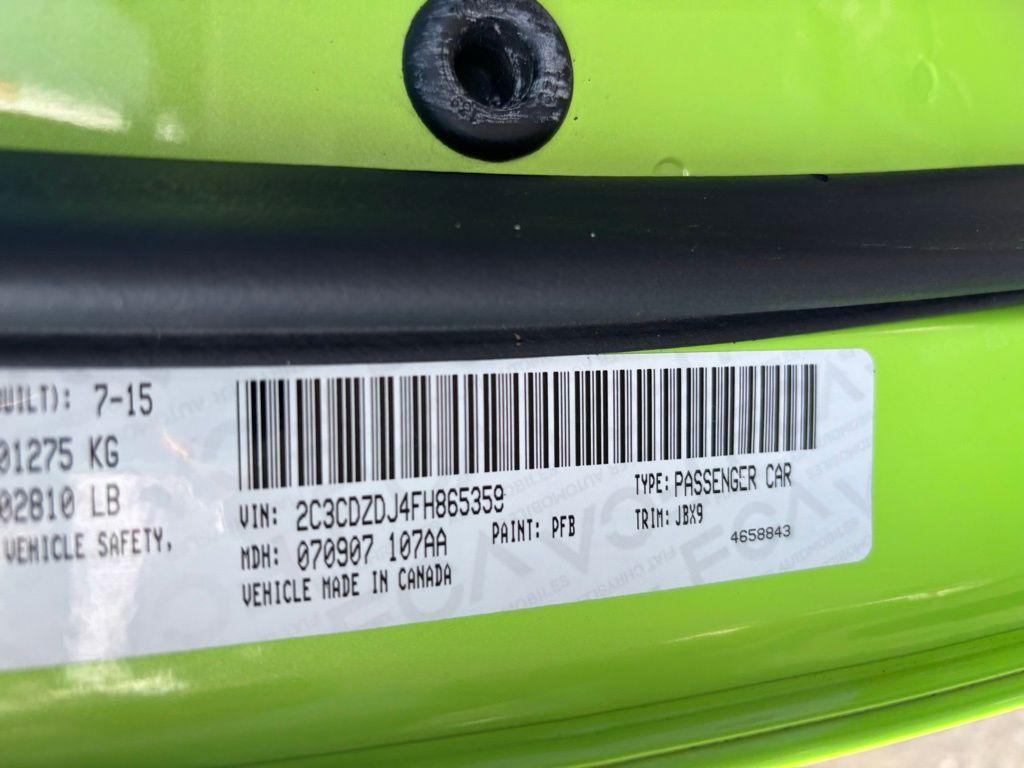 BUILT): 7-15
01275 KG
02810 LB
VEHICLE SAFETY,
VIN: 2C3CDZDJ4FH865359
TYPE: PASSENGER CAR
MDH: 070907 107AA
PAINT: PFB
TRIM: JBX9
VEHICLE MADE IN CANADA
4658843